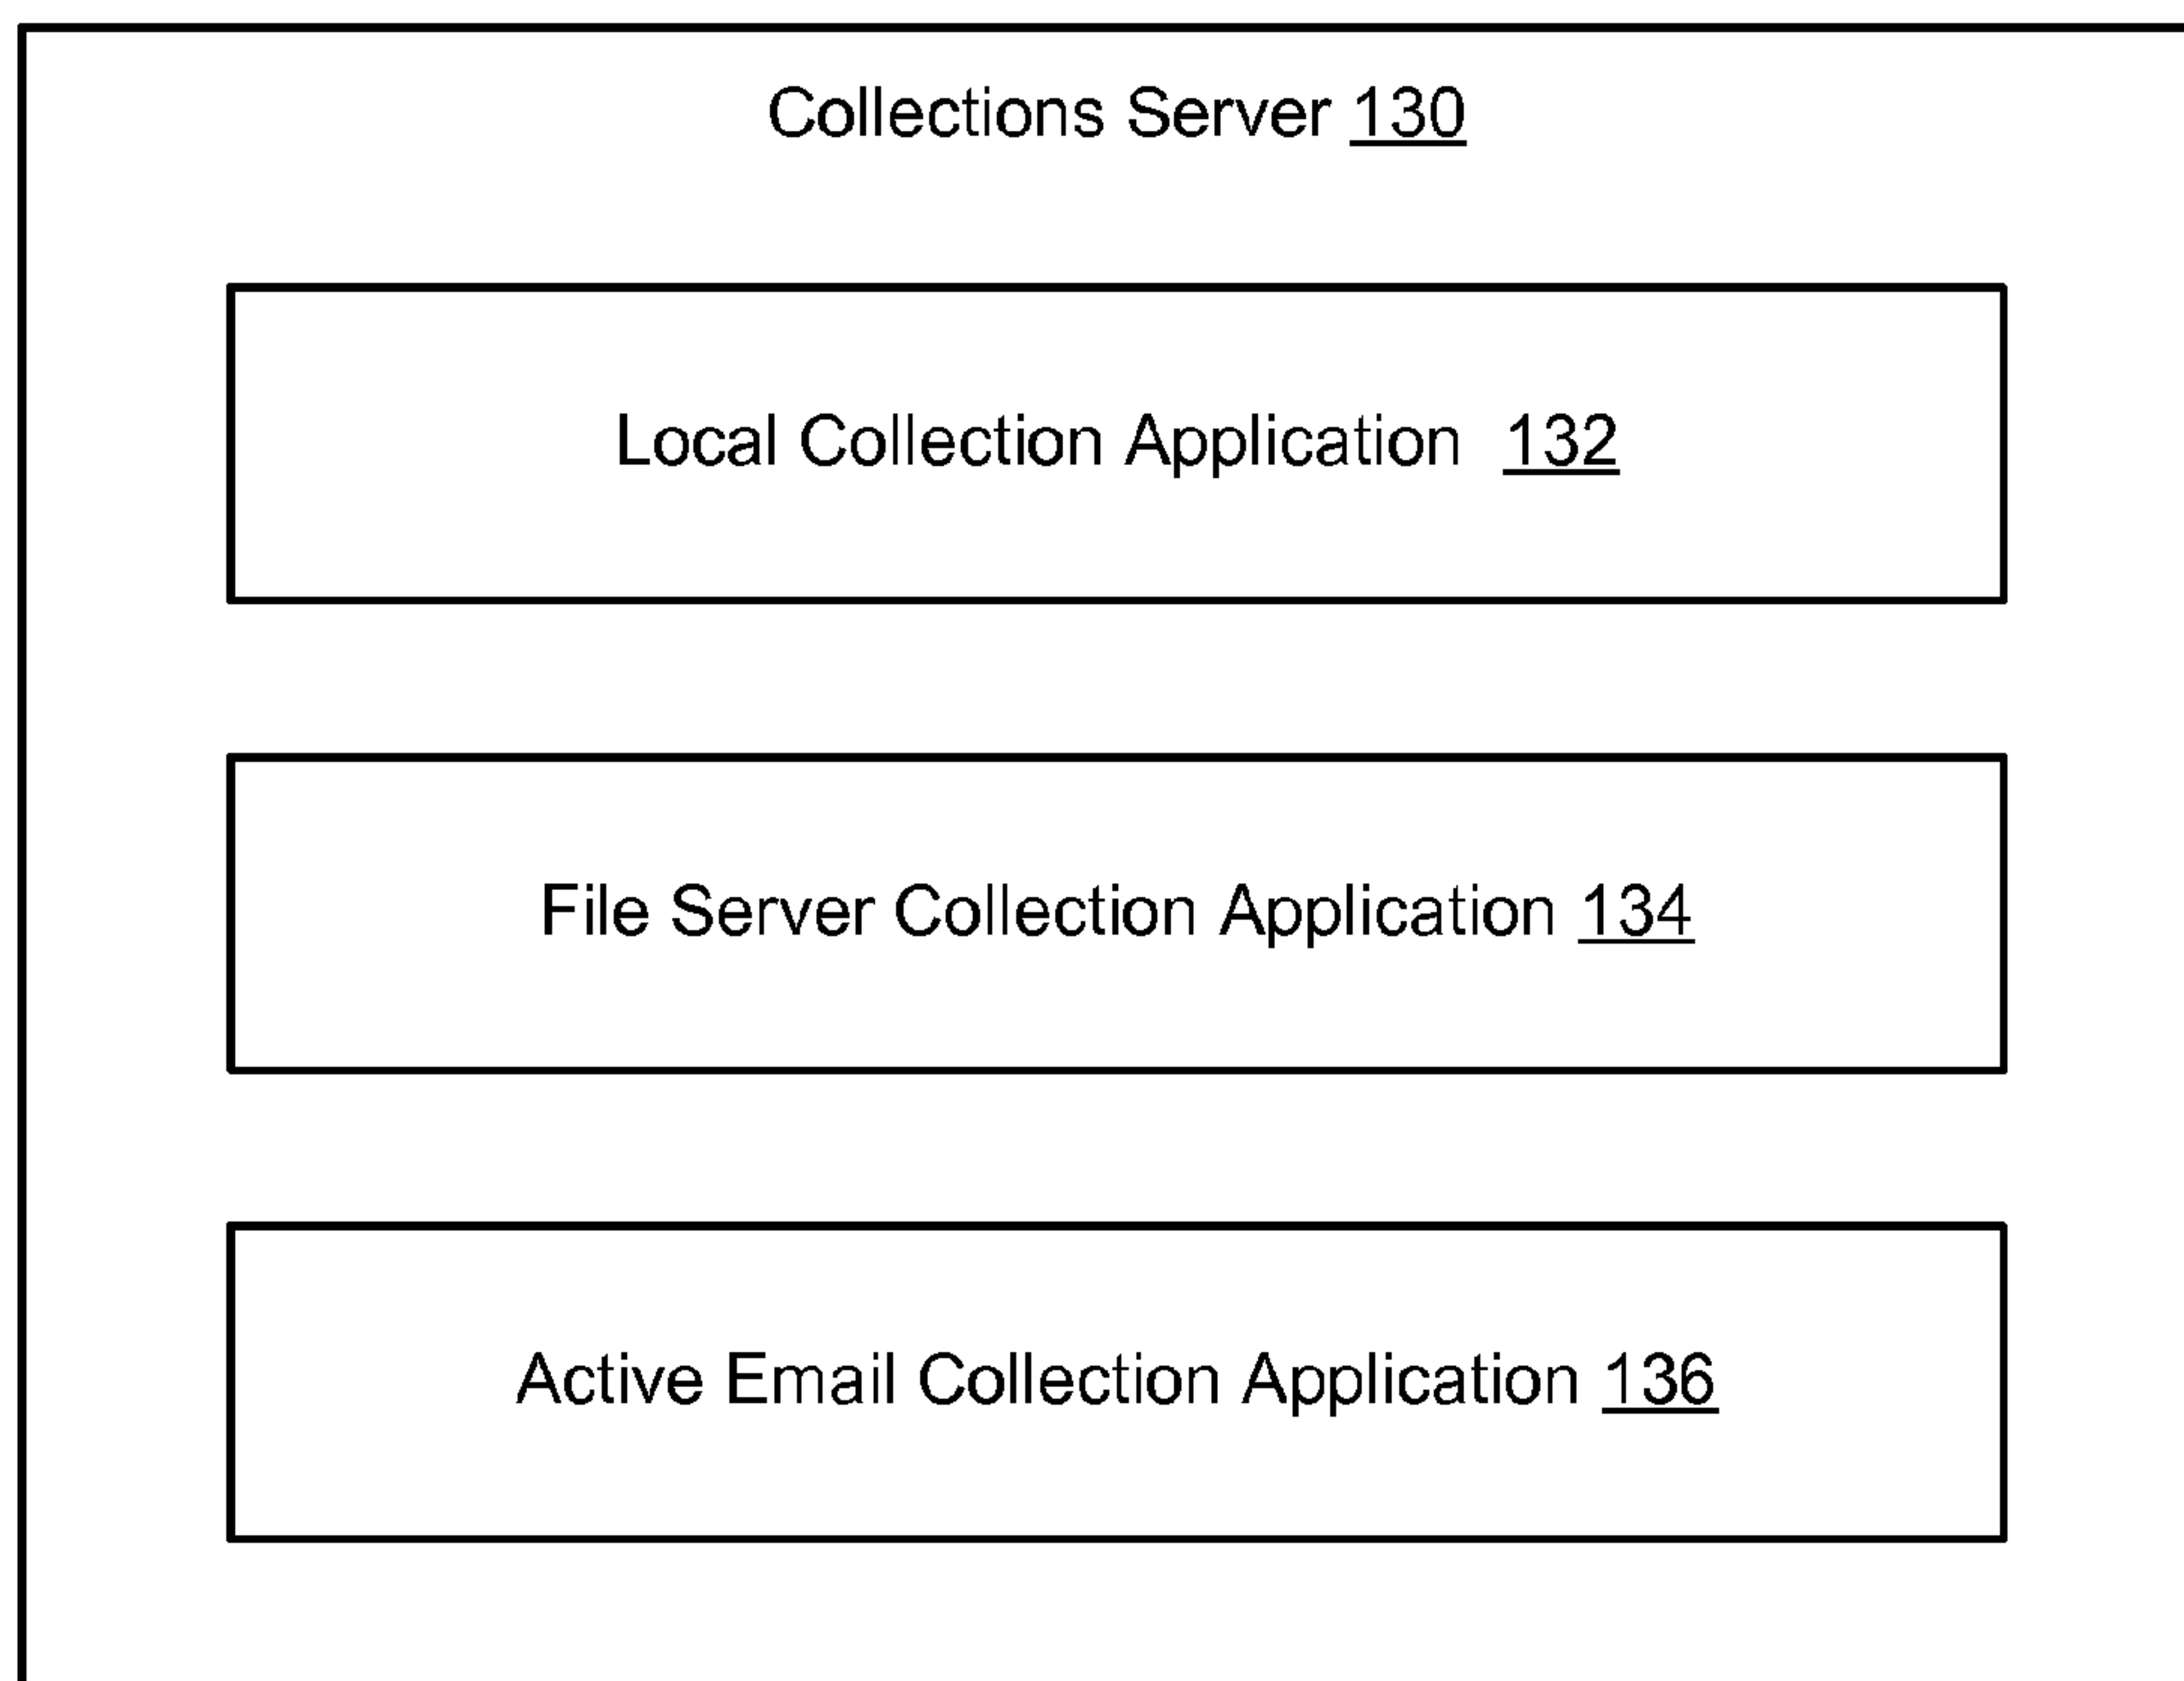 Collections Server 130
Local Collection Application 132
File Server Collection Application 134
Active Email Collection Application 136